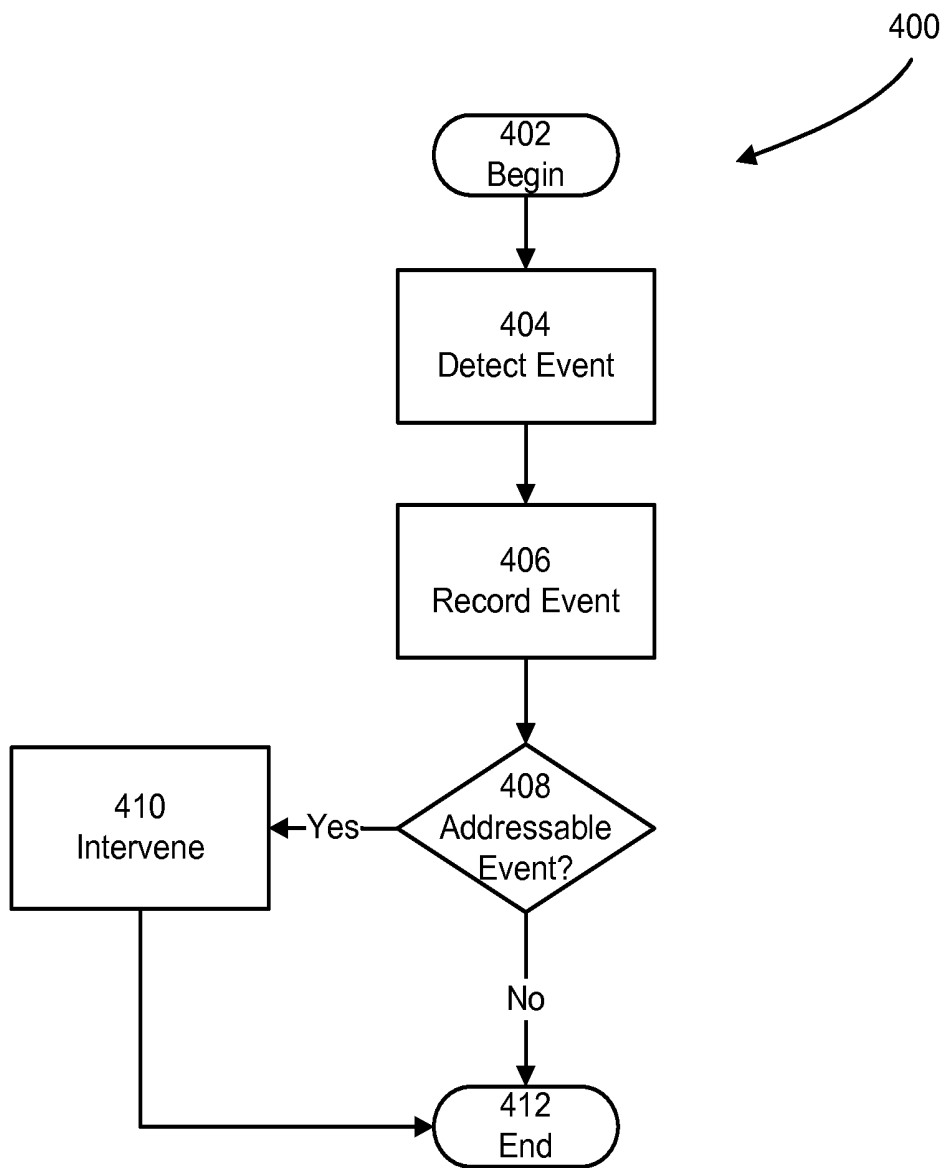 400
402
Begin
404
Detect Event
406
Record Event
408
Addressable
Event?
Yes
410
Intervene
No
412
End